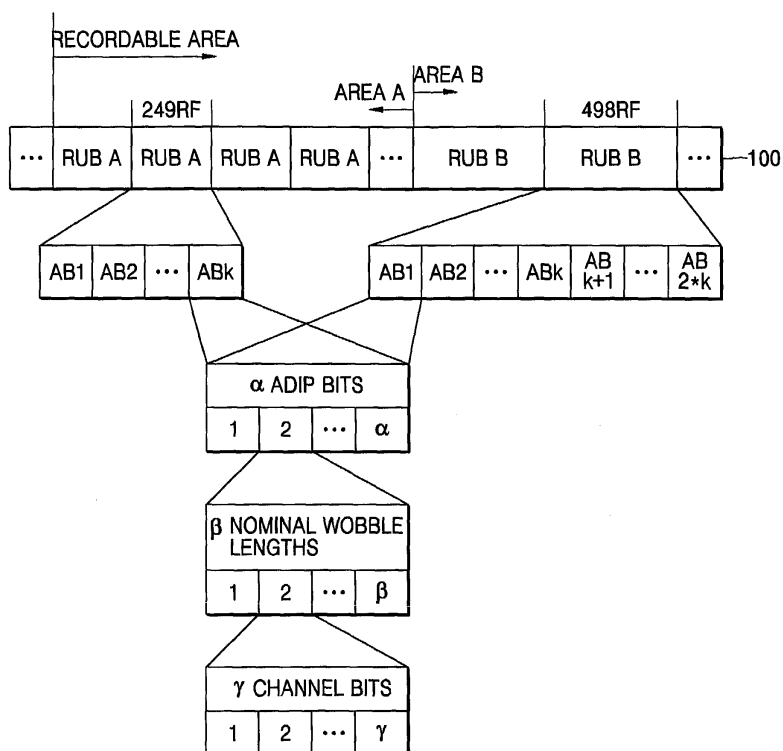 RECORDABLE AREA
AREA A
AREA B
249RF
498RF
... RUB A RUB A RUB A RUB A ... RUB B RUB B ... 100
AB1 AB2 ... ABk
AB1 AB2 ... ABk AB k+1 ... AB 2*k
α ADIP BITS
1 2 ... α
β NOMINAL WOBBLE
LENGTHS
1 2 ... β
γ CHANNEL BITS
1 2 ... γ